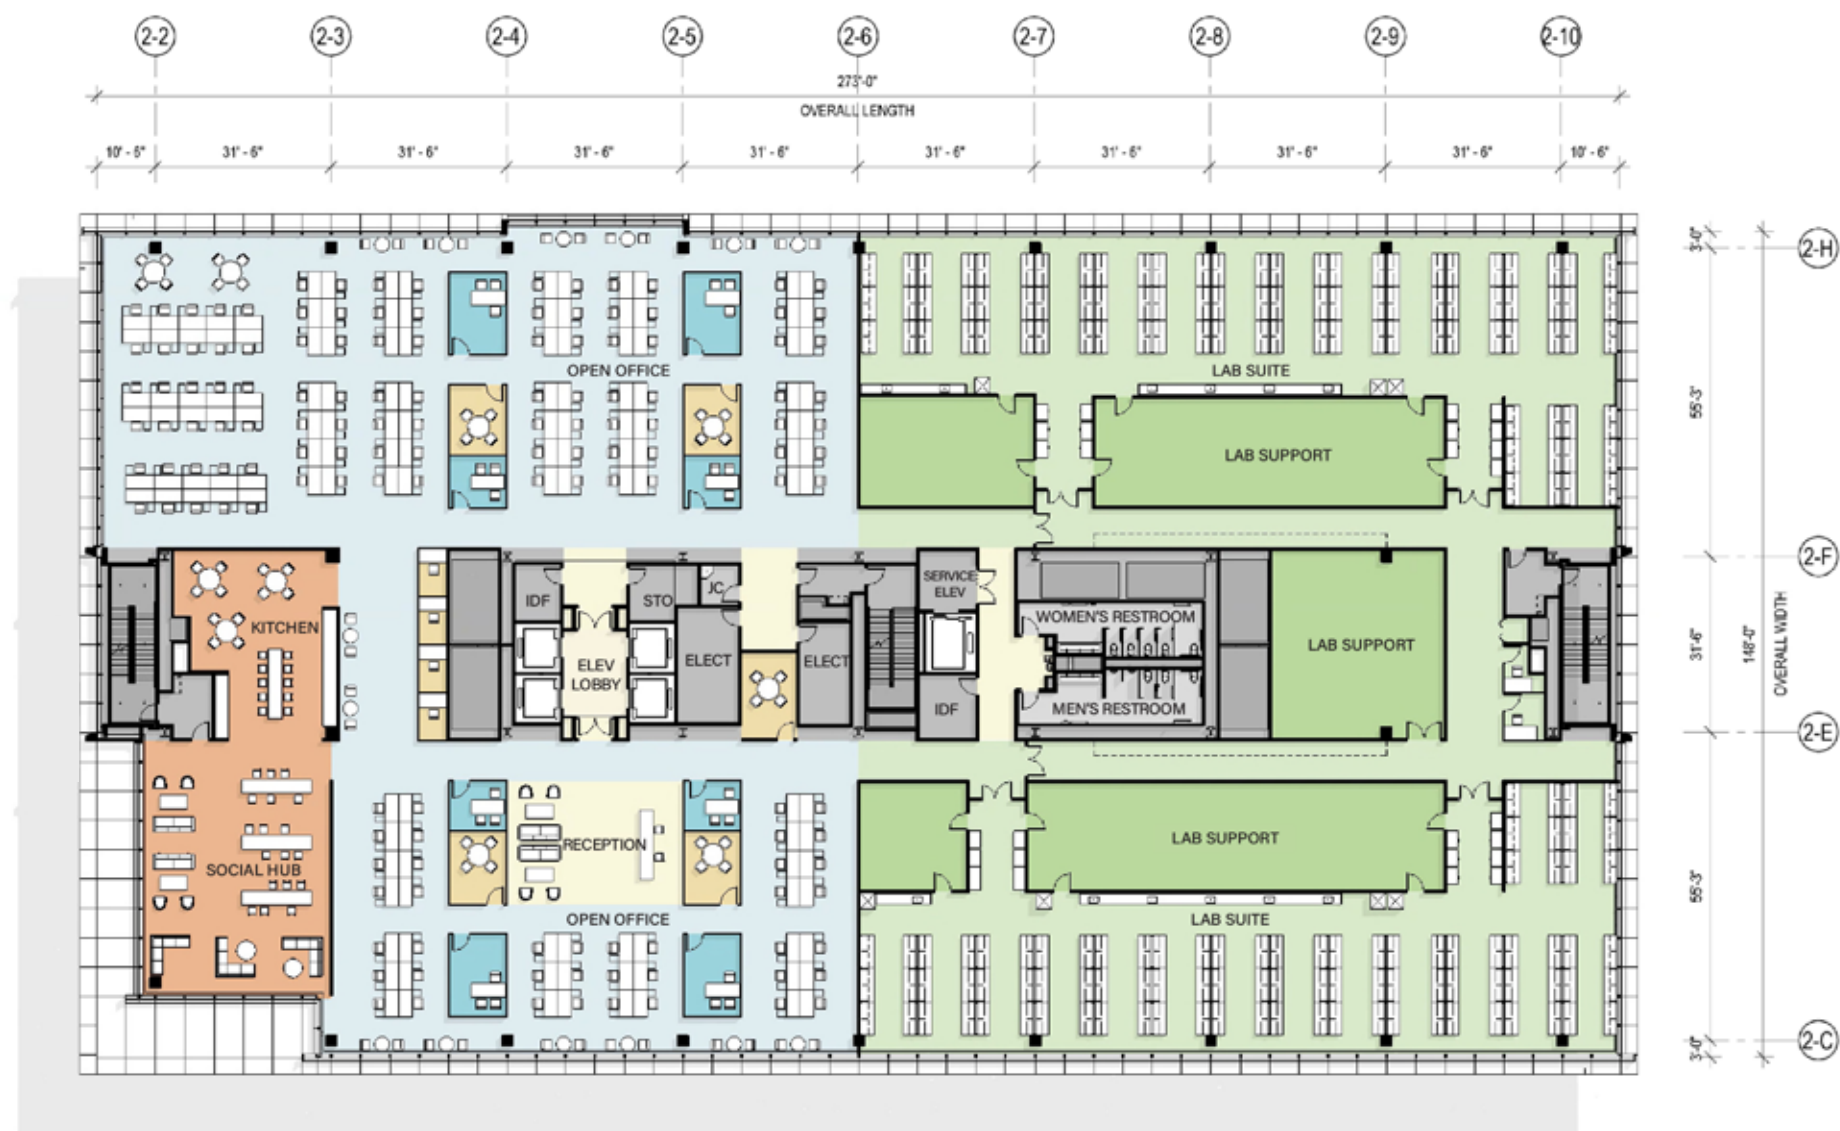 2-2 2-3 2-4 2-5 2-6 2-7 2-8 2-9 2-10
273'-0"
OVERALL LENGTH
10' - 6" 31' - 6" 31' - 6" 31' - 6" 31' - 6" 31' - 6" 31' - 6" 31' - 6" 31' - 6" 10' - 6"
3'-0" 2-H
OPEN OFFICE LAB SUITE
55'-3"
LAB SUPPORT
2-F
SERVICE
ELEV
IDF STO JC
WOMEN'S RESTROOM
KITCHEN
LAB SUPPORT
31'-6" 148'-0" OVERALL WIDTH
ELEV
LOBBY
ELECT ELECT
IDF MEN'S RESTROOM
2-E
LAB SUPPORT
RECEPTION
SOCIAL HUB
55'-3"
OPEN OFFICE LAB SUITE
3'-0" 2-C